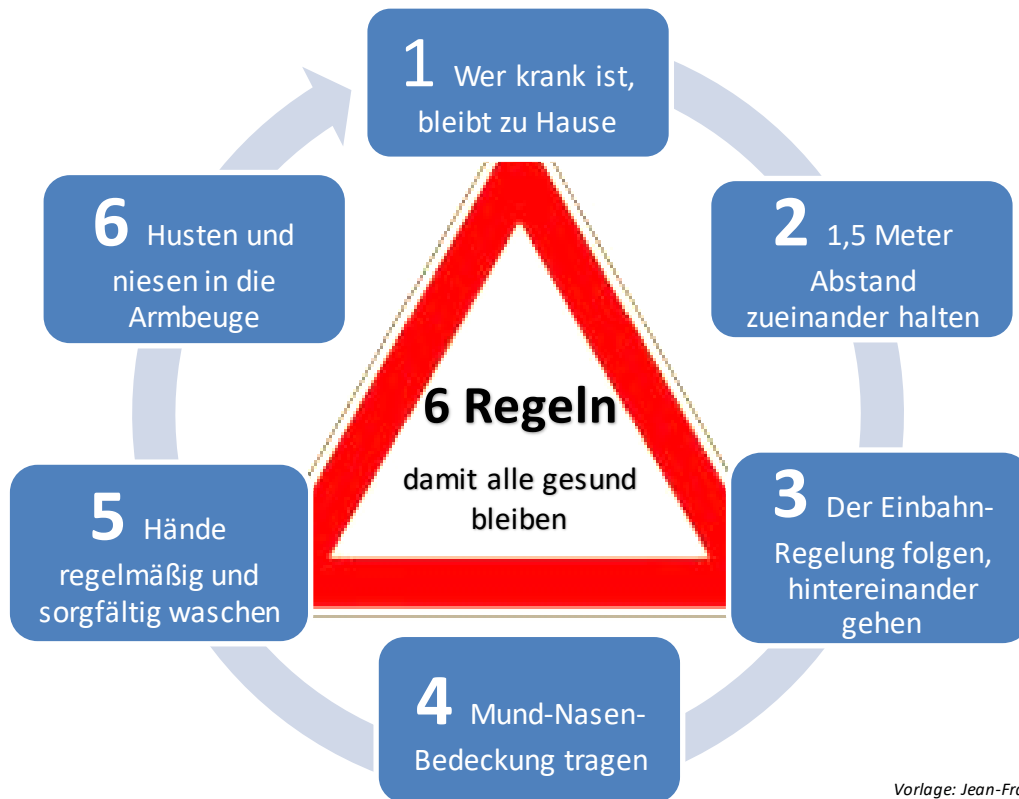 1 Wer krank ist,
bleibt zu Hause
2 1,5 Meter
Abstand
zueinander halten
3 Der Einbahn-
Regelung folgen,
hintereinander
gehen
4 Mund-Nasen-
Bedeckung tragen
5 Hände
regelmäßig und
sorgfältig waschen
6 Husten und
niesen in die
Armbeuge
6 Regeln
damit alle gesund
bleiben
Vorlage: